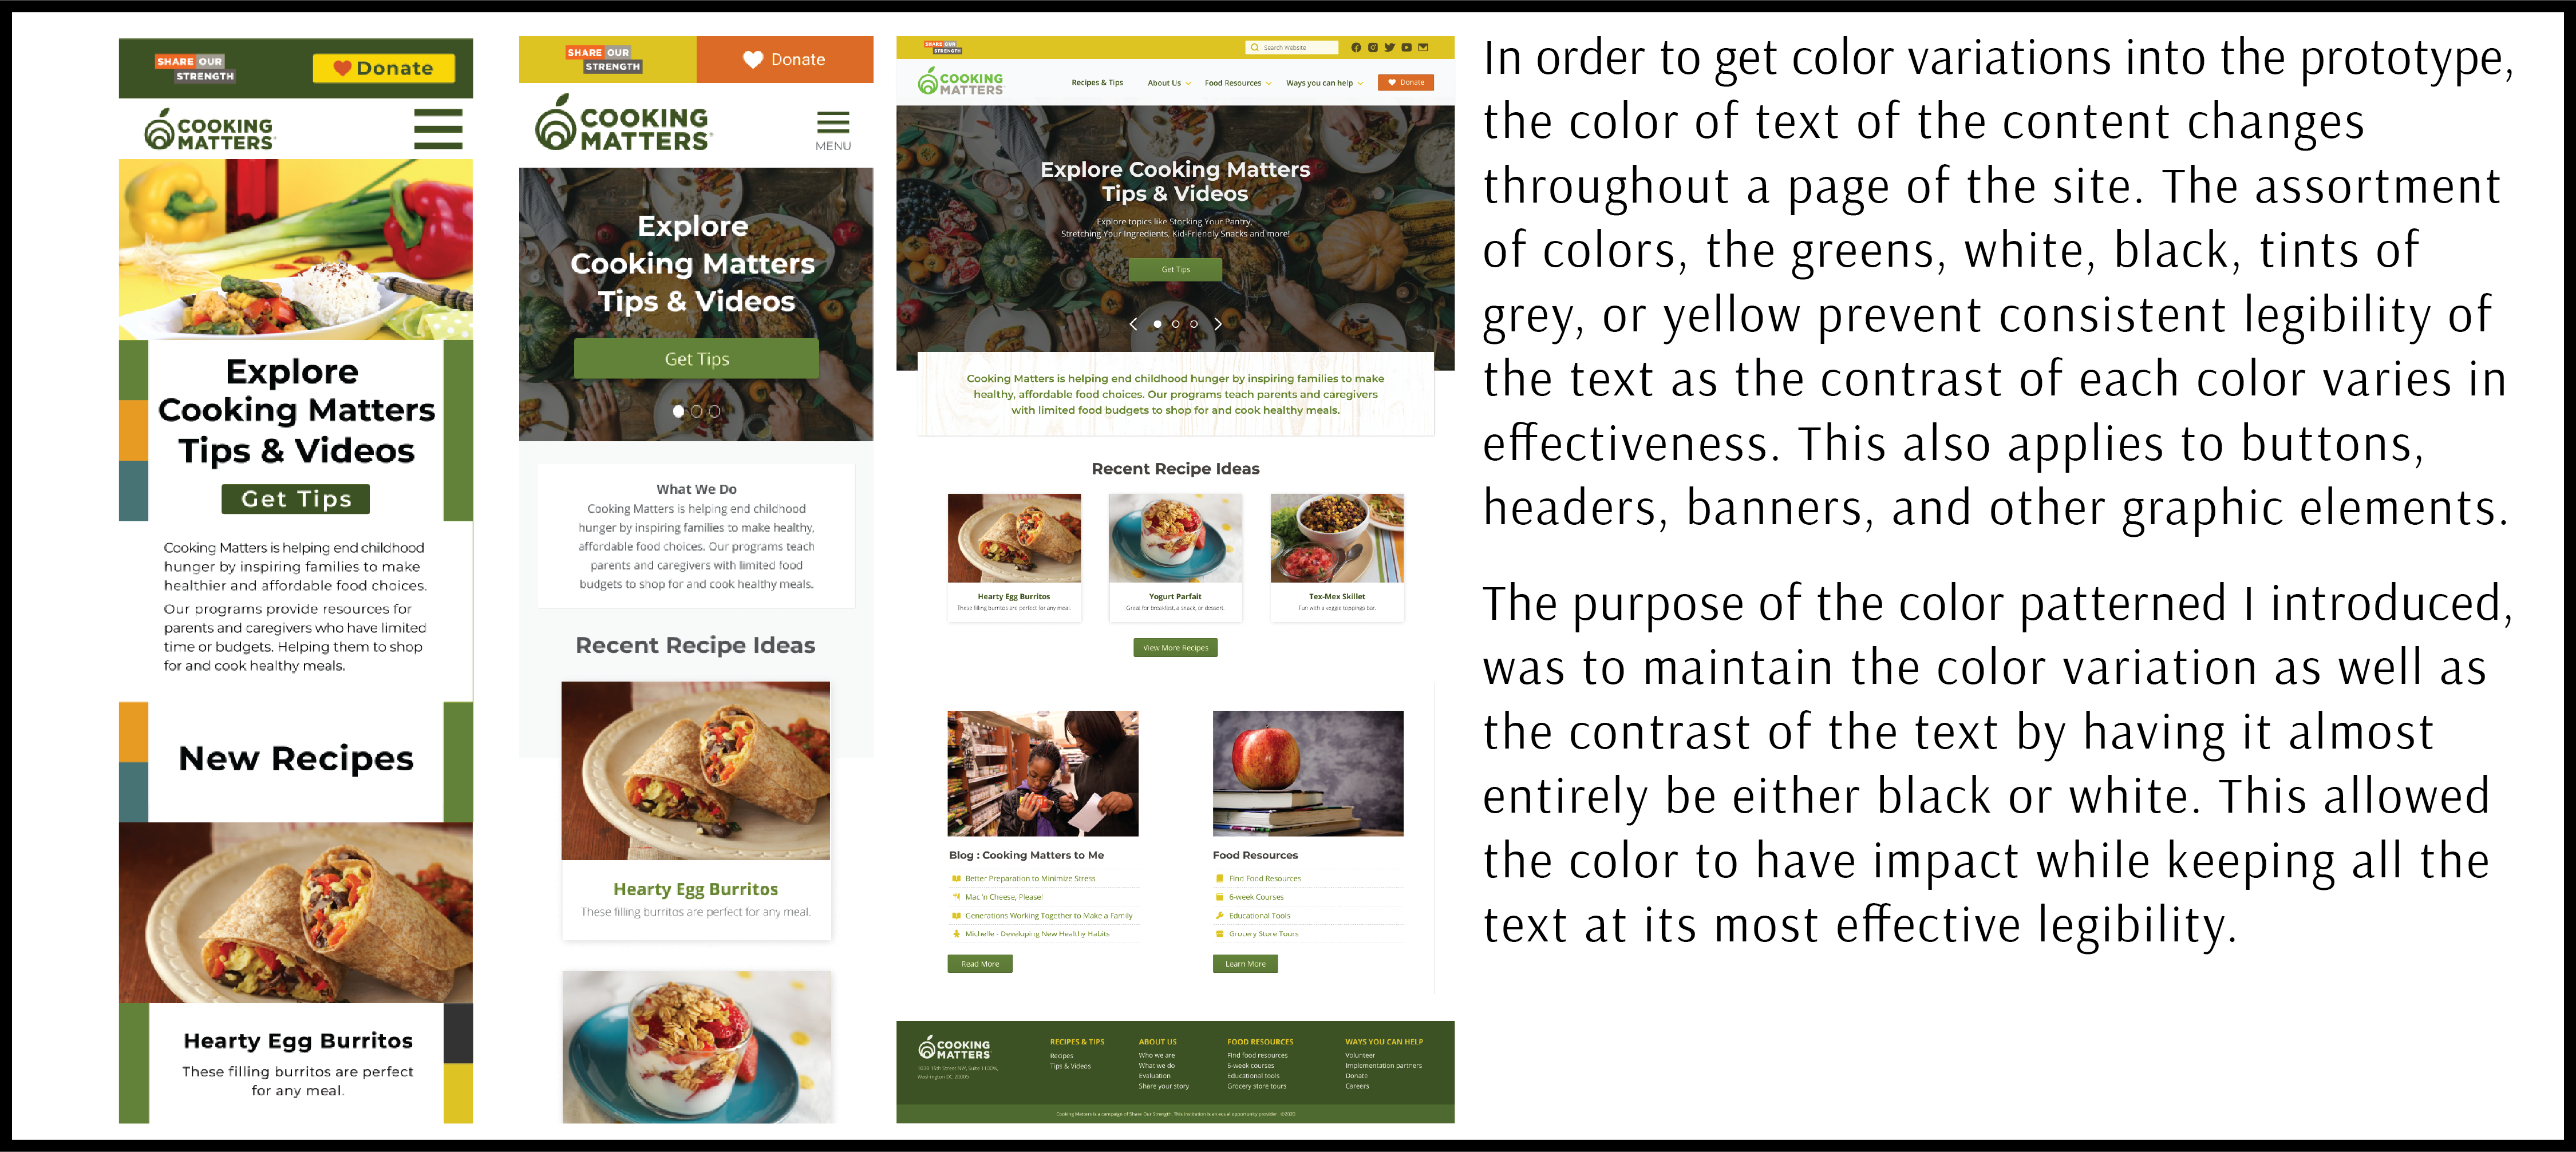 SHARE OUR
STRENGTH
Donate
COOKING
MATTERS
Explore
Cooking Matters
Tips & Videos
Get Tips
Cooking Matters is helping end childhood
hunger by inspiring families to make
healthier and affordable food choices.
Our programs provide resources for
parents and caregivers who have limited
time or budgets. Helping them to shop
for and cook healthy meals.
New Recipes
Hearty Egg Burritos
These filling burritos are perfect
for any meal.
SHARE OUR
STRENGTH
Donate
COOKING
MATTERS
MENU
Explore
Cooking Matters
Tips & Videos
Get Tips
What We Do
Cooking Matters is helping end childhood
hunger by inspiring families to make healthy,
affordable food choices. Our programs teach
parents and caregivers with limited food
budgets to shop for and cook healthy meals.
Recent Recipe Ideas
Hearty Egg Burritos
These filling burritos are perfect for any meal.
SHARE OUR
STRENGTH
Search Website
COOKING
MATTERS
Recipes & Tips About Us Food Resources Ways you can help Donate
Explore Cooking Matters
Tips & Videos
Explore topics like Stocking Your Pantry,
Stretching Your Ingredients, Kid-Friendly Snacks and more!
Get Tips
Cooking Matters is helping end childhood hunger by inspiring families to make
healthy, affordable food choices. Our programs teach parents and caregivers
with limited food budgets to shop for and cook healthy meals.
Recent Recipe Ideas
Hearty Egg Burritos
These filling burritos are perfect for any meal.
Yogurt Parfait
Great for breakfast, a snack, or dessert.
Tex-Mex Skillet
Fun with a veggie toppings bar.
View More Recipes
Blog : Cooking Matters to Me
Better Preparation to Minimize Stress
Mac 'n Cheese, Please!
Generations Working Together to Make a Family
Michelle - Developing New Healthy Habits
Read More
Food Resources
Find Food Resources
6-week Courses
Educational Tools
Grocery Store Tours
Learn More
COOKING
MATTERS
RECIPES & TIPS
Recipes
Tips & Videos
ABOUT US
Who we are
What we do
Evaluation
Share your story
FOOD RESOURCES
Find food resources
6-week courses
Educational tools
Grocery store tours
WAYS YOU CAN HELP
Volunteer
Implementation partners
Donate
Careers
Cooking Matters is a campaign of Share Our Strength. This institution is an equal opportunity provider. ©2020
In order to get color variations into the prototype,
the color of text of the content changes
throughout a page of the site. The assortment
of colors, the greens, white, black, tints of
grey, or yellow prevent consistent legibility of
the text as the contrast of each color varies in
effectiveness. This also applies to buttons,
headers, banners, and other graphic elements.
The purpose of the color patterned I introduced,
was to maintain the color variation as well as
the contrast of the text by having it almost
entirely be either black or white. This allowed
the color to have impact while keeping all the
text at its most effective legibility.